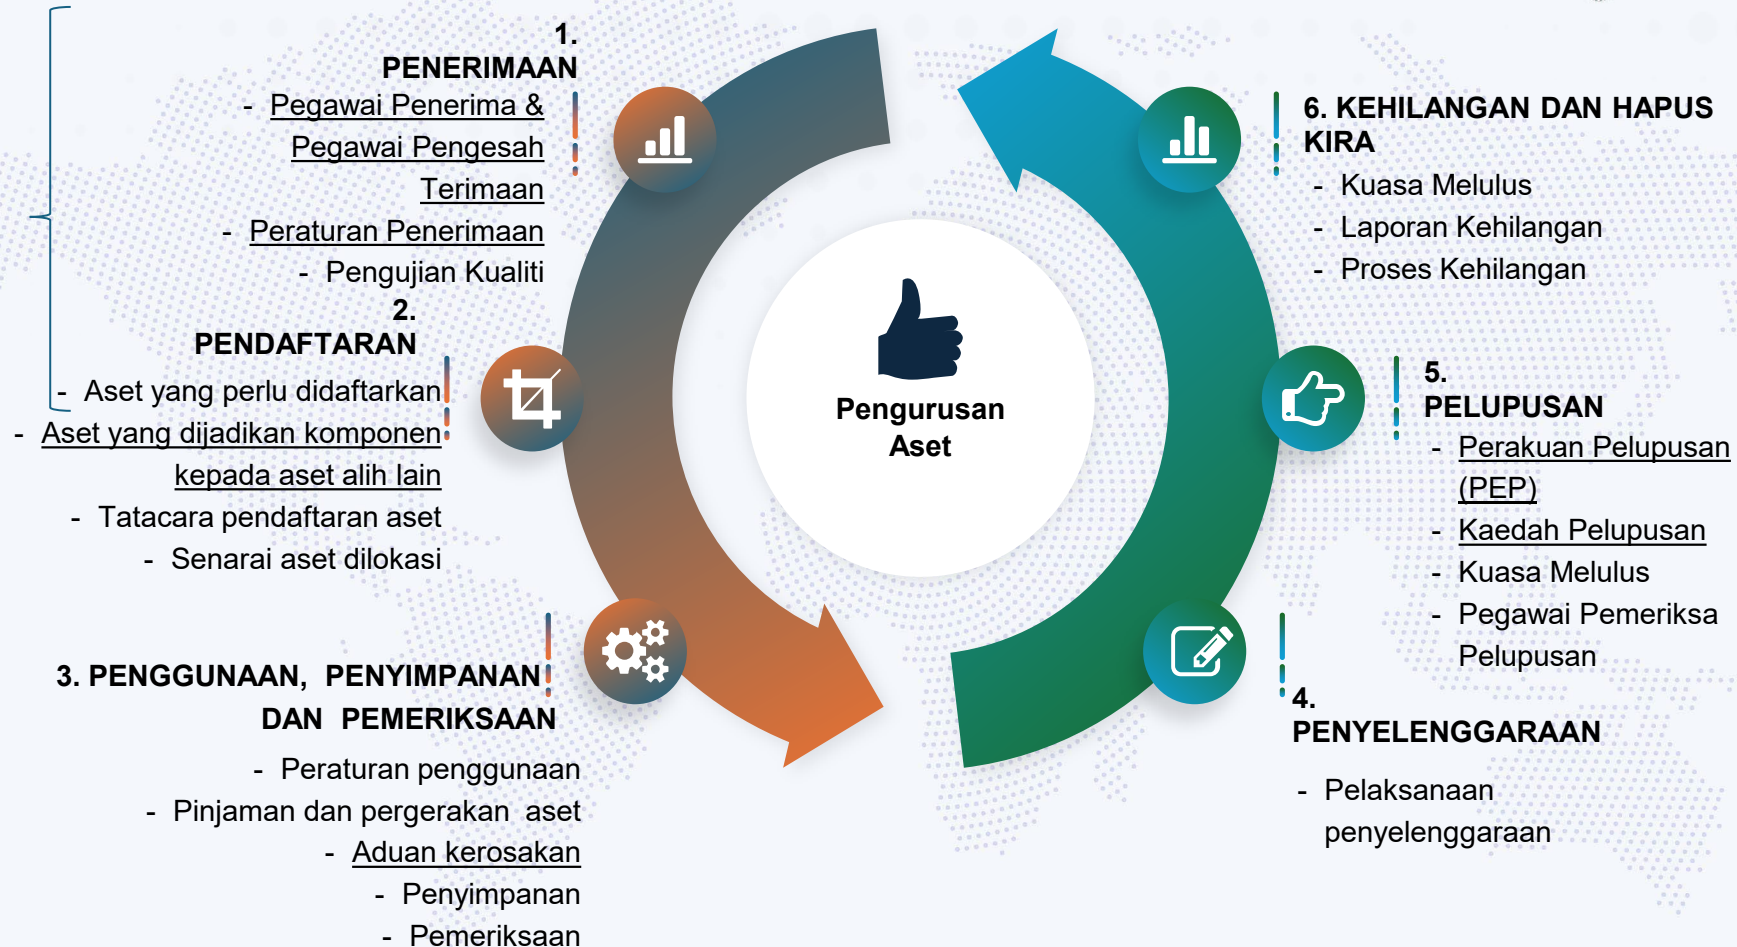 1.
PENERIMAAN
- Pegawai Penerima &
Pegawai Pengesah
Terimaan
- Peraturan Penerimaan
- Pengujian Kualiti
2.
PENDAFTARAN
- Aset yang perlu didaftarkan
- Aset yang dijadikan komponen
kepada aset alih lain
- Tatacara pendaftaran aset
- Senarai aset dilokasi
3. PENGGUNAAN, PENYIMPANAN
DAN PEMERIKSAAN
- Peraturan penggunaan
- Pinjaman dan pergerakan aset
- Aduan kerosakan
- Penyimpanan
- Pemeriksaan
Pengurusan
Aset
6. KEHILANGAN DAN HAPUS
KIRA
- Kuasa Melulus
- Laporan Kehilangan
- Proses Kehilangan
5.
PELUPUSAN
- Perakuan Pelupusan
(PEP)
- Kaedah Pelupusan
- Kuasa Melulus
- Pegawai Pemeriksa
Pelupusan
4.
PENYELENGGARAAN
- Pelaksanaan
penyelenggaraan